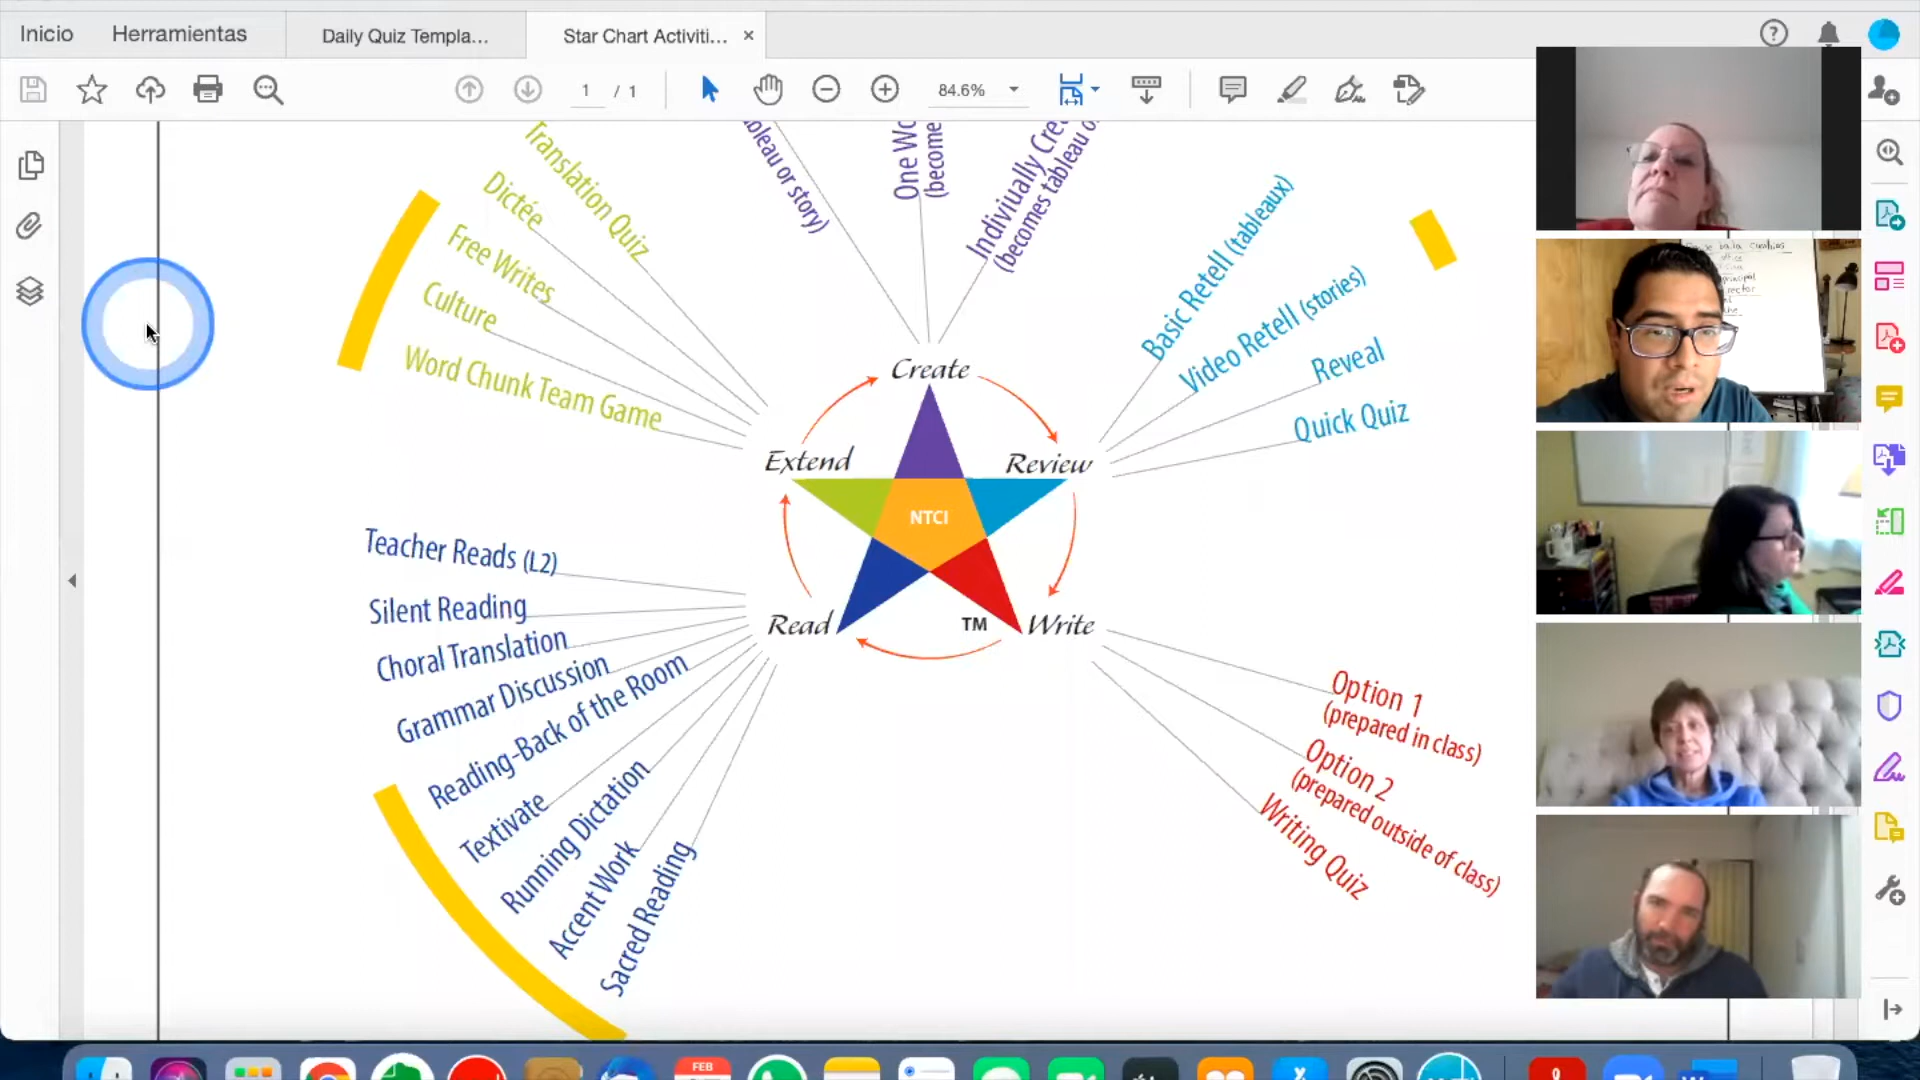 Inicio Herramientas Daily Quiz Templa... Star Chart Activiti... ×
1 / 1 84.6%
Translation Quiz
Dictée
Free Writes
Culture
Word Chunk Team Game
or story)
One
(become
Indiviually
(becomes tableau
Basic Retell (tableaux)
Video Retell (stories)
Reveal
Quick Quiz
Create
Extend
Review
NTCI
Read
TM
Write
Teacher Reads (L2)
Silent Reading
Choral Translation
Grammar Discussion
Reading-Back of the Room
Textivate
Running Dictation
Accent Work
Sacred Reading
Option 1
(prepared in class)
Option 2
(prepared outside of class)
Writing Quiz
FEB